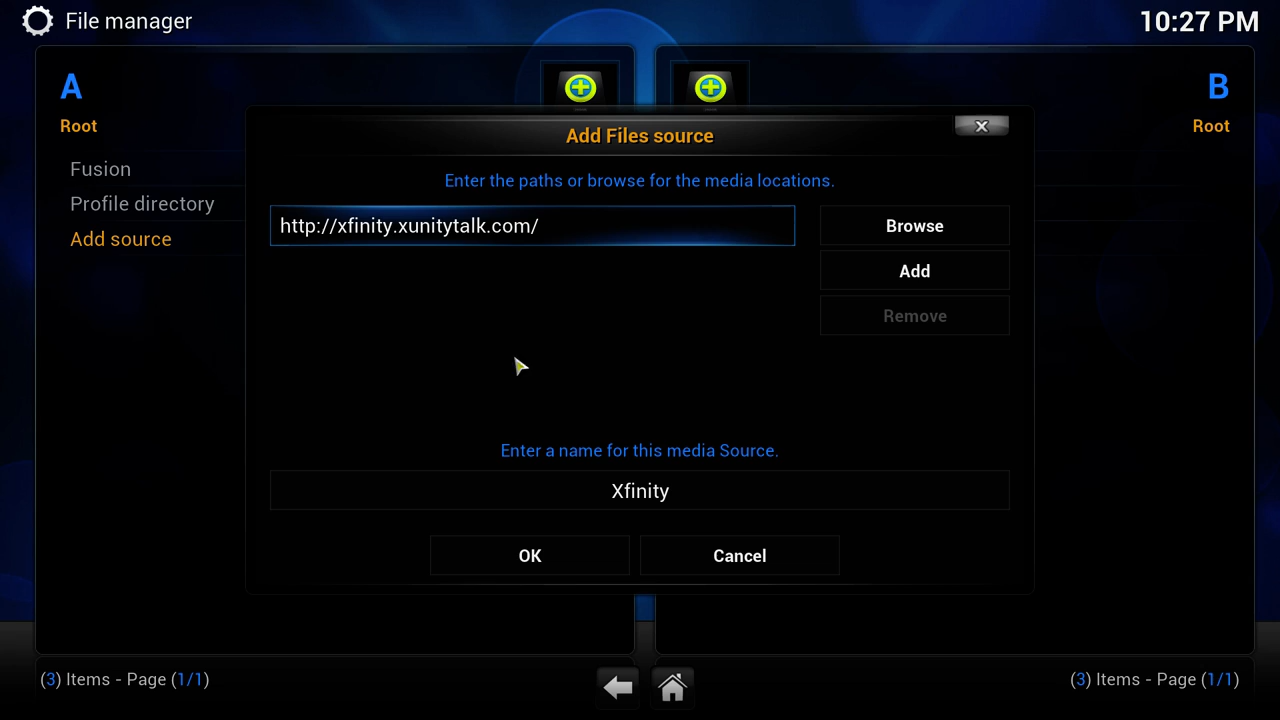 File manager
10:27 PM
A
B
Root
Root
Fusion
Profile directory
Add source
Add Files source
x
Enter the paths or browse for the media locations.
http://xfinity.xunitytalk.com/
Browse
Add
Remove
Enter a name for this media Source.
Xfinity
OK
Cancel
(3) Items - Page (1/1)
(3) Items - Page (1/1)